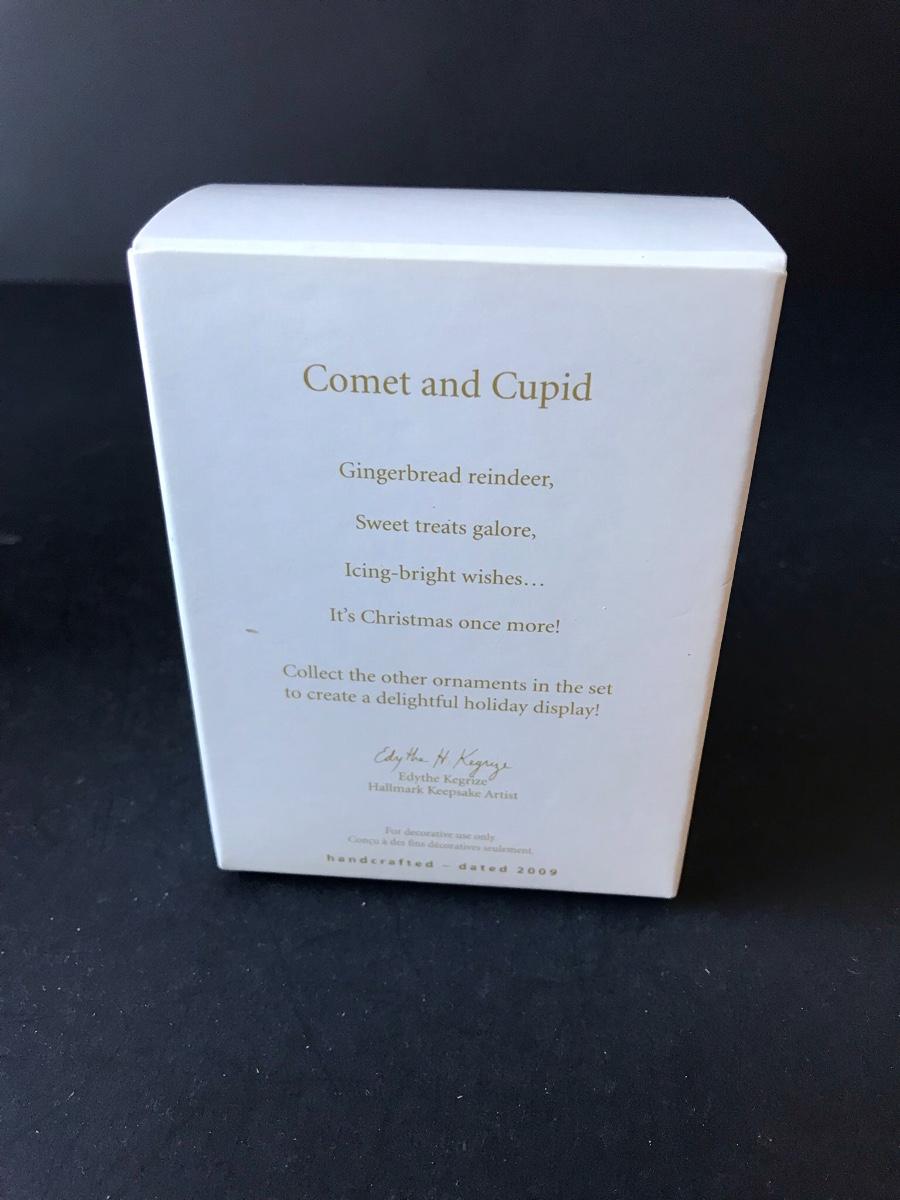 Comet and Cupid
Gingerbread reindeer,
Sweet treats galore,
Icing-bright wishes...
It's Christmas once more!
Collect the other ornaments in the set
to create a delightful holiday display!
Edythe H. Kegrize
Edythe Kegrize
Hallmark Keepsake Artist
For decorative use only.
Conçu à des fins décoratives seulement.
handcrafted – dated 2009